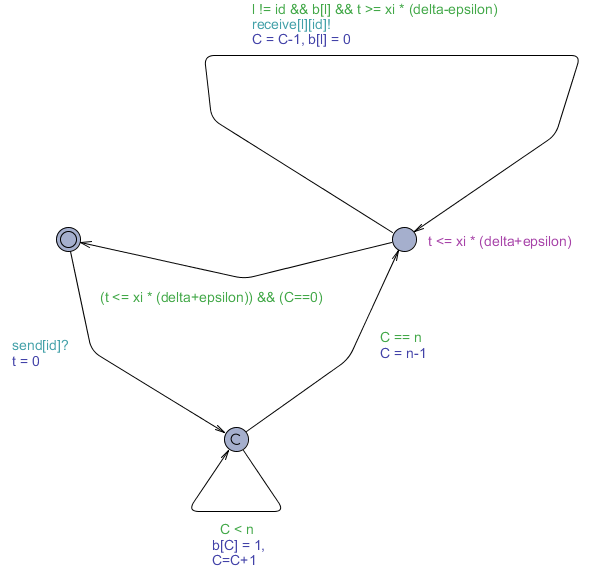 l != id && b[l] && t >= xi * (delta-epsilon)
receive[l][id]!
C = C-1, b[l] = 0
t <= xi * (delta+epsilon)
(t <= xi * (delta+epsilon)) && (C==0)
send[id]?
t = 0
C == n
C = n-1
C
C < n
b[C] = 1,
C=C+1